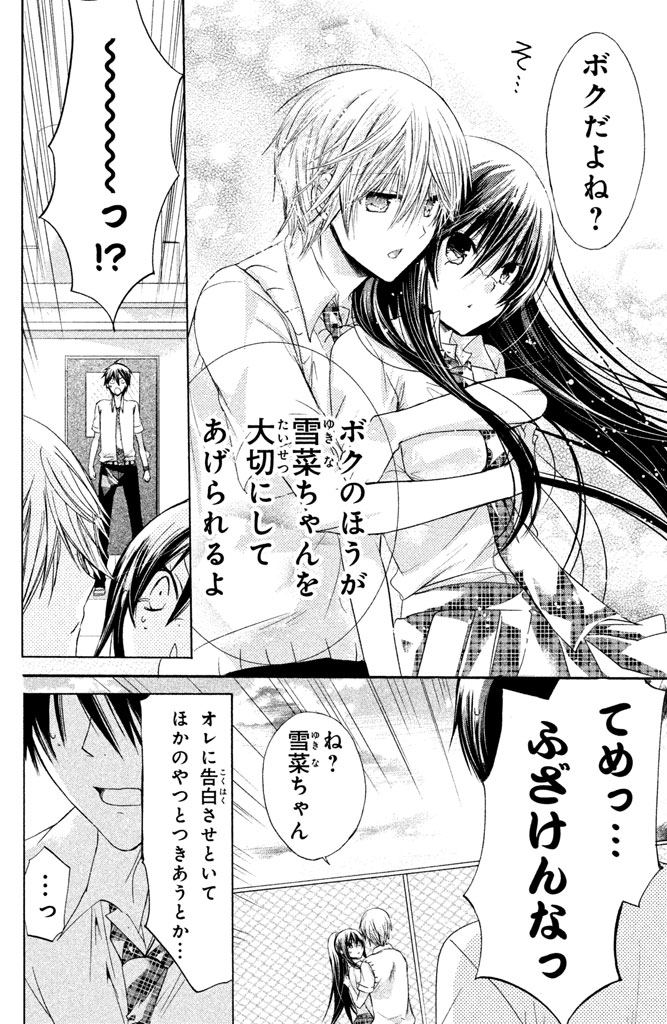 ボクだよね?
ボクのほうが
雪菜ちゃんを
大切にして
あげられるよ
～～～～～っ!?
てめっ…
ふざけんなっ
ね?
雪菜ちゃん
オレに告白させといて
ほかのやつとつきあうとか…
…っ